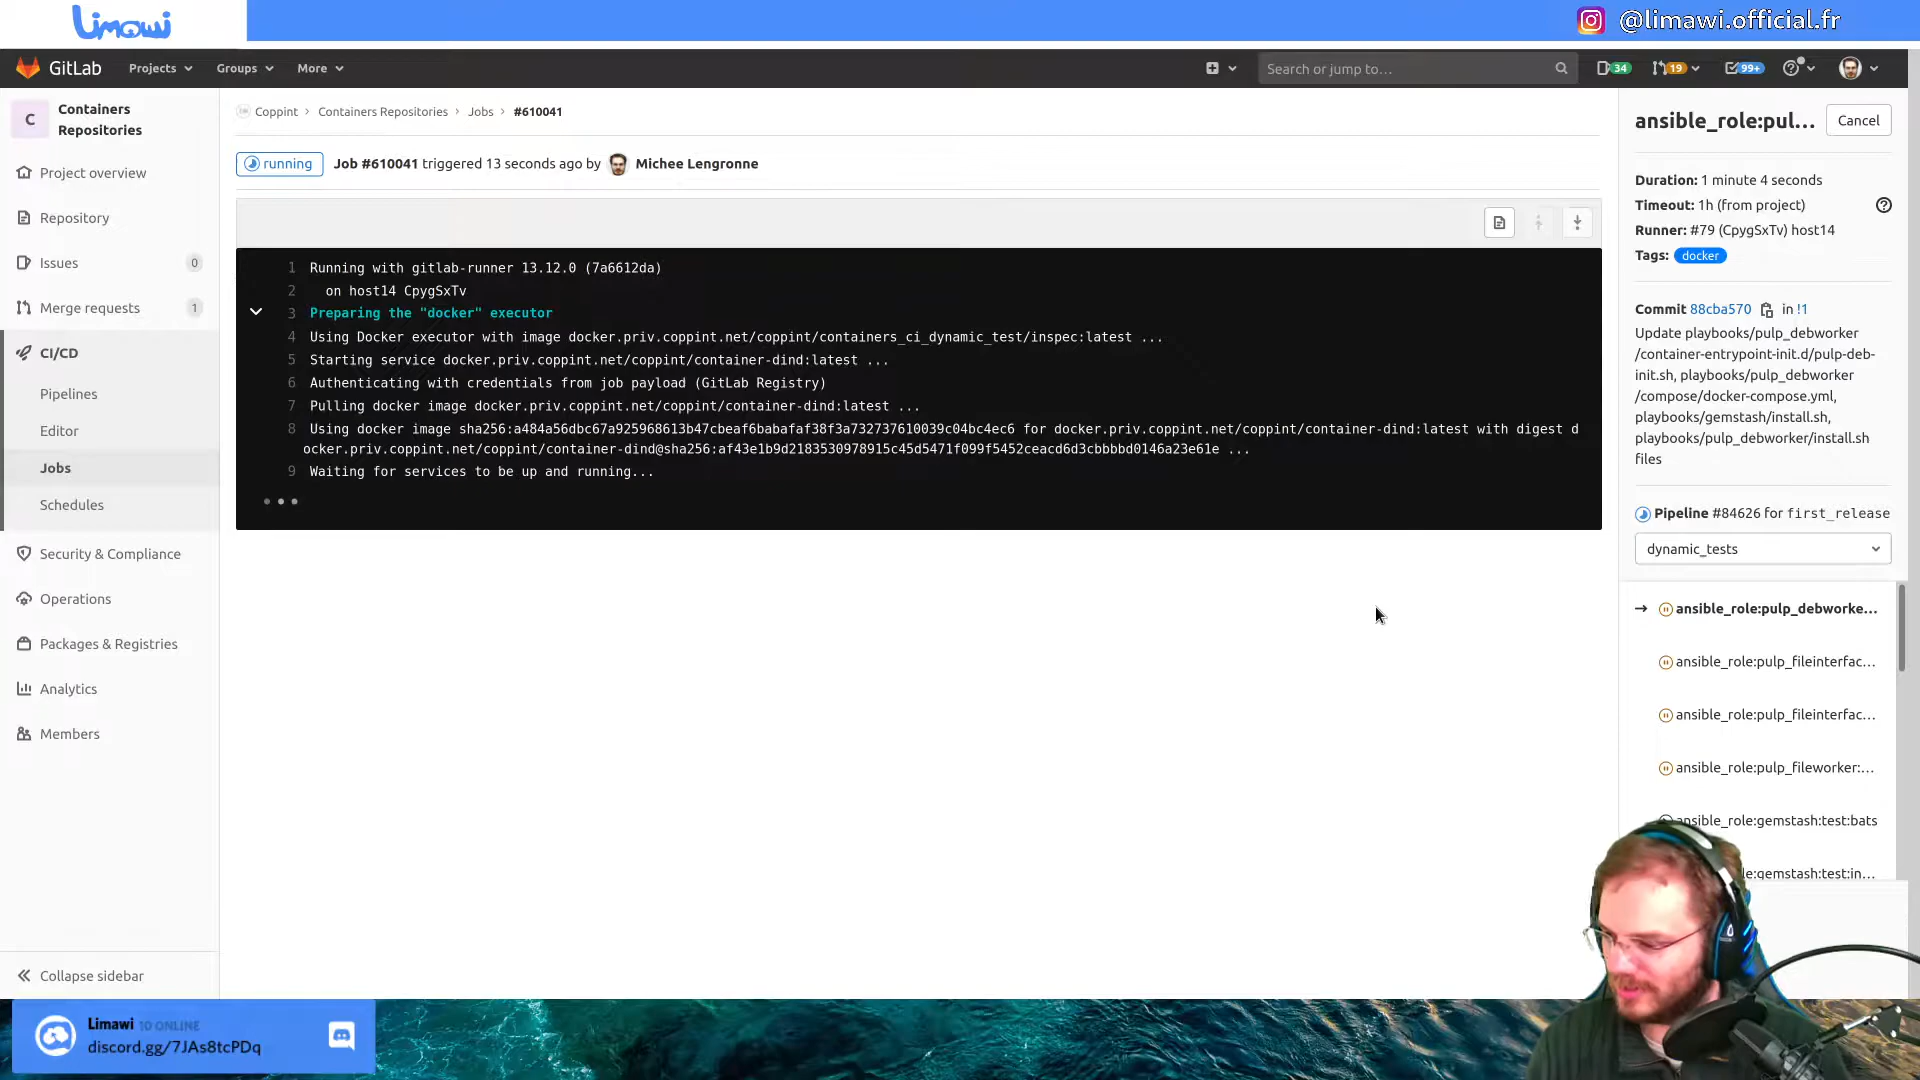 Limawi
@limawi.official.fr
GitLab
Projects
Groups
More
Search or jump to…
34
19
99+
C
Containers
Repositories
Project overview
Repository
Issues
0
Merge requests
1
CI/CD
Pipelines
Editor
Jobs
Schedules
Security & Compliance
Operations
Packages & Registries
Analytics
Members
Collapse sidebar
Coppint › Containers Repositories › Jobs › #610041
running
Job #610041 triggered 13 seconds ago by Michee Lengronne
1 Running with gitlab-runner 13.12.0 (7a6612da)
2 on host14 CpygSxTv
3 Preparing the "docker" executor
4 Using Docker executor with image docker.priv.coppint.net/coppint/containers_ci_dynamic_test/inspec:latest ...
5 Starting service docker.priv.coppint.net/coppint/container-dind:latest ...
6 Authenticating with credentials from job payload (GitLab Registry)
7 Pulling docker image docker.priv.coppint.net/coppint/container-dind:latest ...
8 Using docker image sha256:a484a56dbc67a925968613b47cbeaf6babafaf38f3a732737610039c04bc4ec6 for docker.priv.coppint.net/coppint/container-dind:latest with digest d
ocker.priv.coppint.net/coppint/container-dind@sha256:af43e1b9d2183530978915c45d5471f099f5452ceacd6d3cbbbbd0146a23e61e ...
9 Waiting for services to be up and running...
ansible_role:pul...
Cancel
Duration: 1 minute 4 seconds
Timeout: 1h (from project)
Runner: #79 (CpygSxTv) host14
Tags: docker
Commit 88cba570 in !1
Update playbooks/pulp_debworker
/container-entrypoint-init.d/pulp-deb-
init.sh, playbooks/pulp_debworker
/compose/docker-compose.yml,
playbooks/gemstash/install.sh,
playbooks/pulp_debworker/install.sh
files
Pipeline #84626 for first_release
dynamic_tests
→ ansible_role:pulp_debworke...
ansible_role:pulp_fileinterfac...
ansible_role:pulp_fileinterfac...
ansible_role:pulp_fileworker:...
ansible_role:gemstash:test:bats
le:gemstash:test:in...
Limawi 10 ONLINE
discord.gg/7JAs8tcPDq